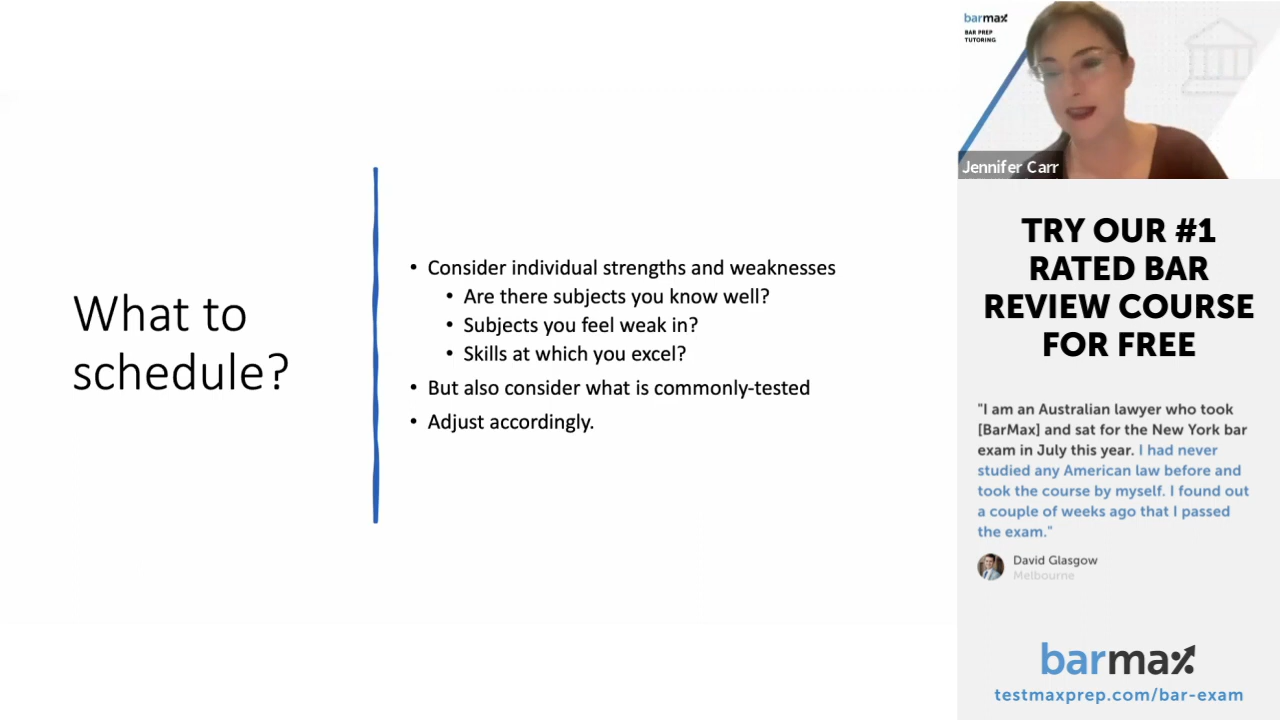 What to
schedule?
• Consider individual strengths and weaknesses
• Are there subjects you know well?
• Subjects you feel weak in?
• Skills at which you excel?
• But also consider what is commonly-tested
• Adjust accordingly.
barmax
BAR PREP
TUTORING
Jennifer Carr
TRY OUR #1
RATED BAR
REVIEW COURSE
FOR FREE
"I am an Australian lawyer who took
[BarMax] and sat for the New York bar
exam in July this year. I had never
studied any American law before and
took the course by myself. I found out
a couple of weeks ago that I passed
the exam."
David Glasgow
Melbourne
barmax
testmaxprep.com/bar-exam